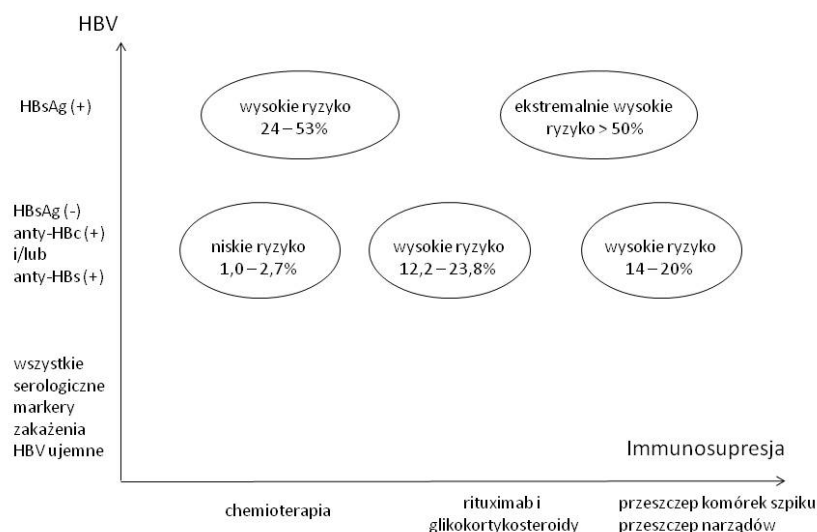 HBV
HBsAg (+)
wysokie ryzyko
24 – 53%
ekstremalnie wysokie
ryzyko > 50%
HBsAg (-)
anty-HBc (+)
i/lub
anty-HBs (+)
niskie ryzyko
1,0 – 2,7%
wysokie ryzyko
12,2 – 23,8%
wysokie ryzyko
14 – 20%
wszystkie
serologiczne
markery
zakażenia
HBV ujemne
Immunosupresja
chemioterapia
rituximab i
glikokortykosteroidy
przeszczep komórek szpiku
przeszczep narządów